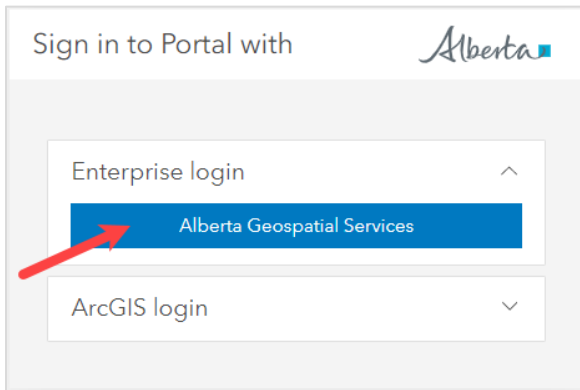 Sign in to Portal with
Alberta
Enterprise login
Alberta Geospatial Services
ArcGIS login